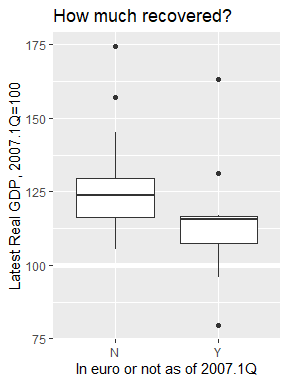 How much recovered?
Latest Real GDP, 2007.1Q=100
175
150
125
100
75
N Y
In euro or not as of 2007.1Q